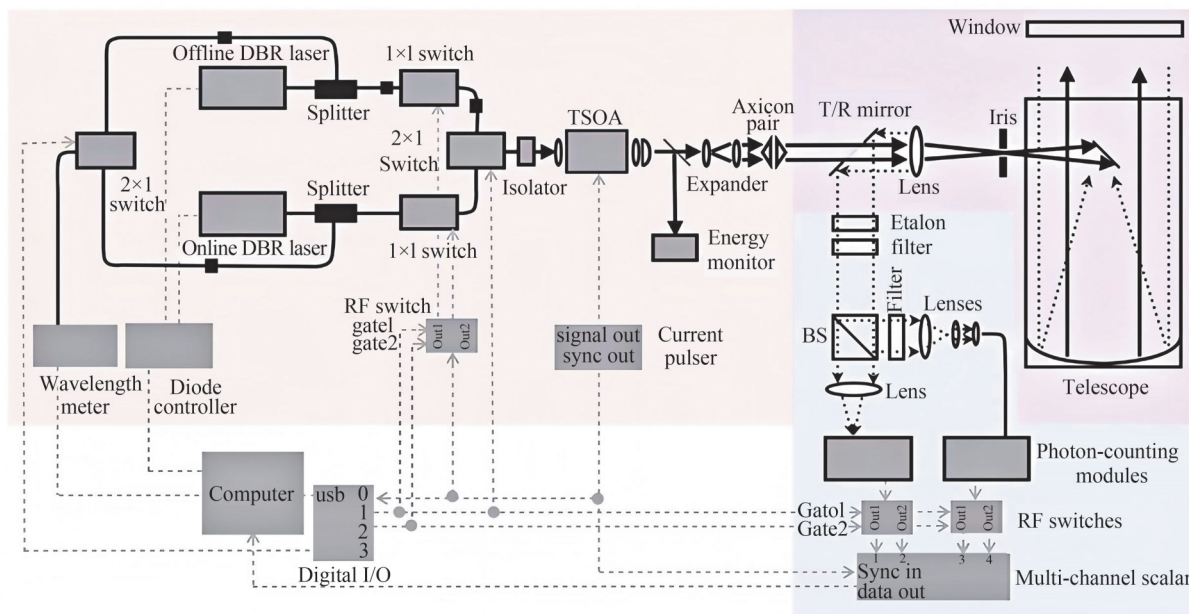 Window
Offline DBR laser
1×1 switch
Splitter
2×1
Switch
TSOA
Axicon
pair
T/R mirror
Iris
2×1
switch
Splitter
Isolator
Expander
Lens
Online DBR laser
1×1 switch
Energy
monitor
Etalon
filter
RF switch
gate1
gate2
Out1
Out2
signal out
sync out
Current
pulser
BS
Filter
Lenses
Lens
Telescope
Wavelength
meter
Diode
controller
Computer
usb 0
1
2
3
Digital I/O
Photon-counting
modules
Gato1
Gate2
Out1
Out2
Out1
Out2
RF switches
1 2 3 4
Sync in
data out
Multi-channel scalar